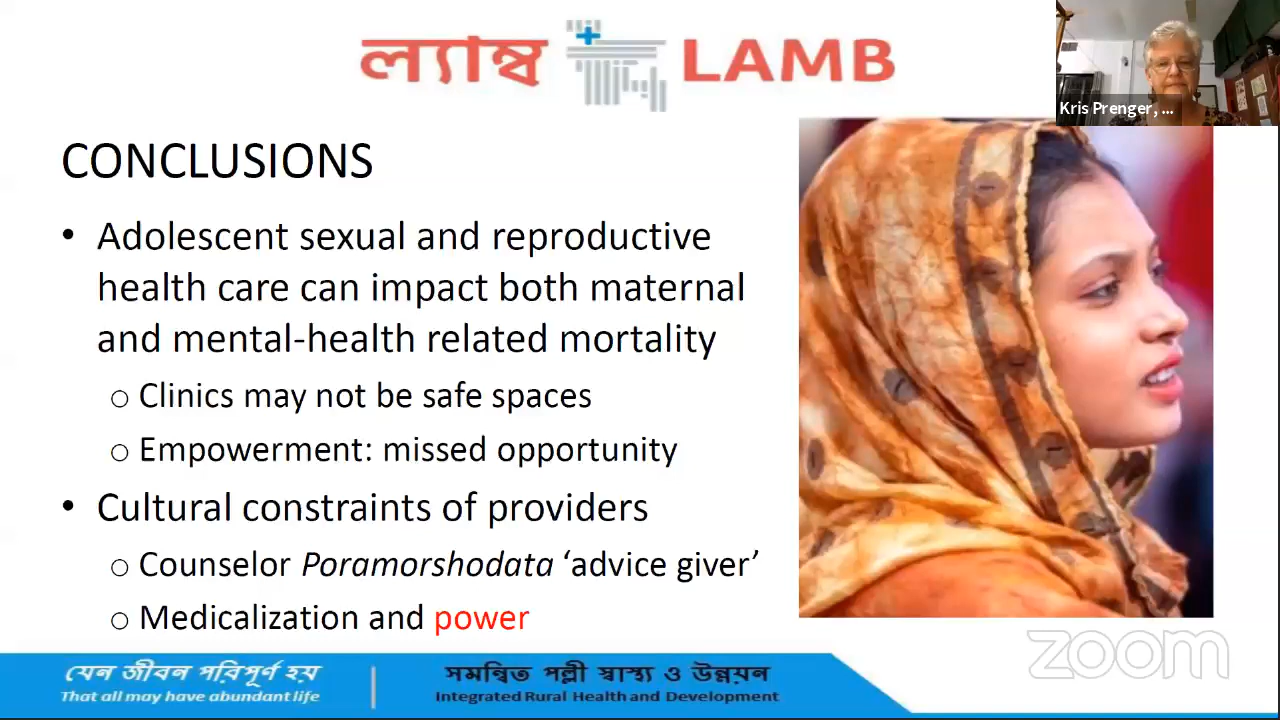 ল্যাম্ব LAMB
Kris Prenger, ...
CONCLUSIONS
• Adolescent sexual and reproductive
health care can impact both maternal
and mental-health related mortality
o Clinics may not be safe spaces
o Empowerment: missed opportunity
• Cultural constraints of providers
o Counselor Poramorshodata ‘advice giver’
o Medicalization and power
zoom
যেন জীবন পরিপূর্ণ হয়
That all may have abundant life
সমন্বিত পল্লী স্বাস্থ্য ও উন্নয়ন
Integrated Rural Health and Development